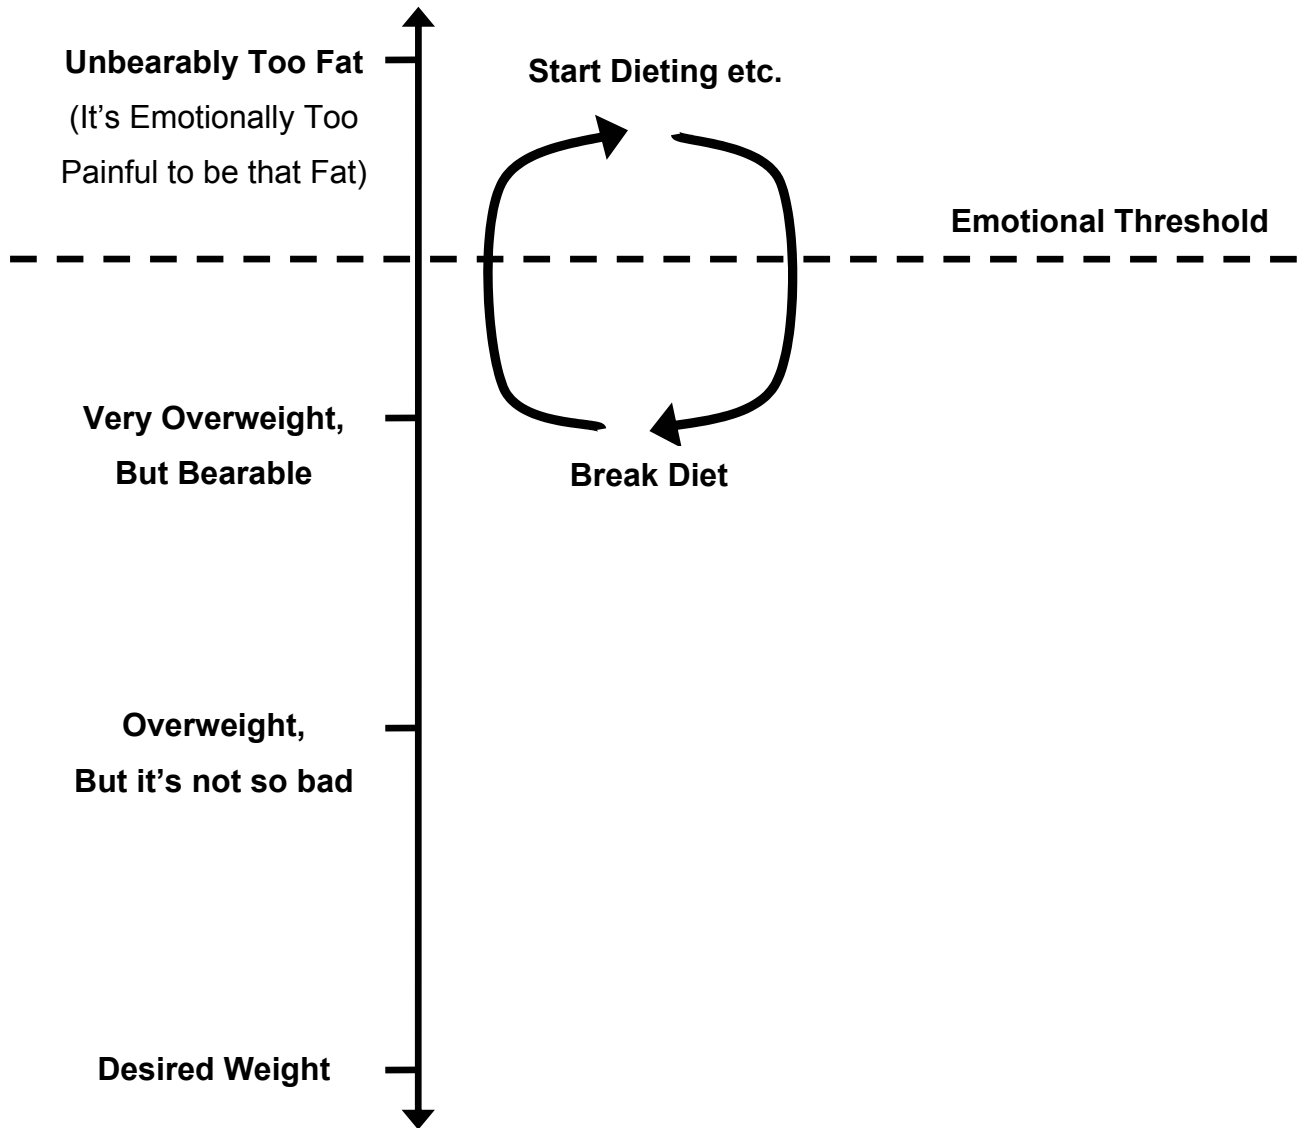 Unbearably Too Fat
(It’s Emotionally Too
Painful to be that Fat)
Start Dieting etc.
Emotional Threshold
Very Overweight,
But Bearable
Break Diet
Overweight,
But it’s not so bad
Desired Weight